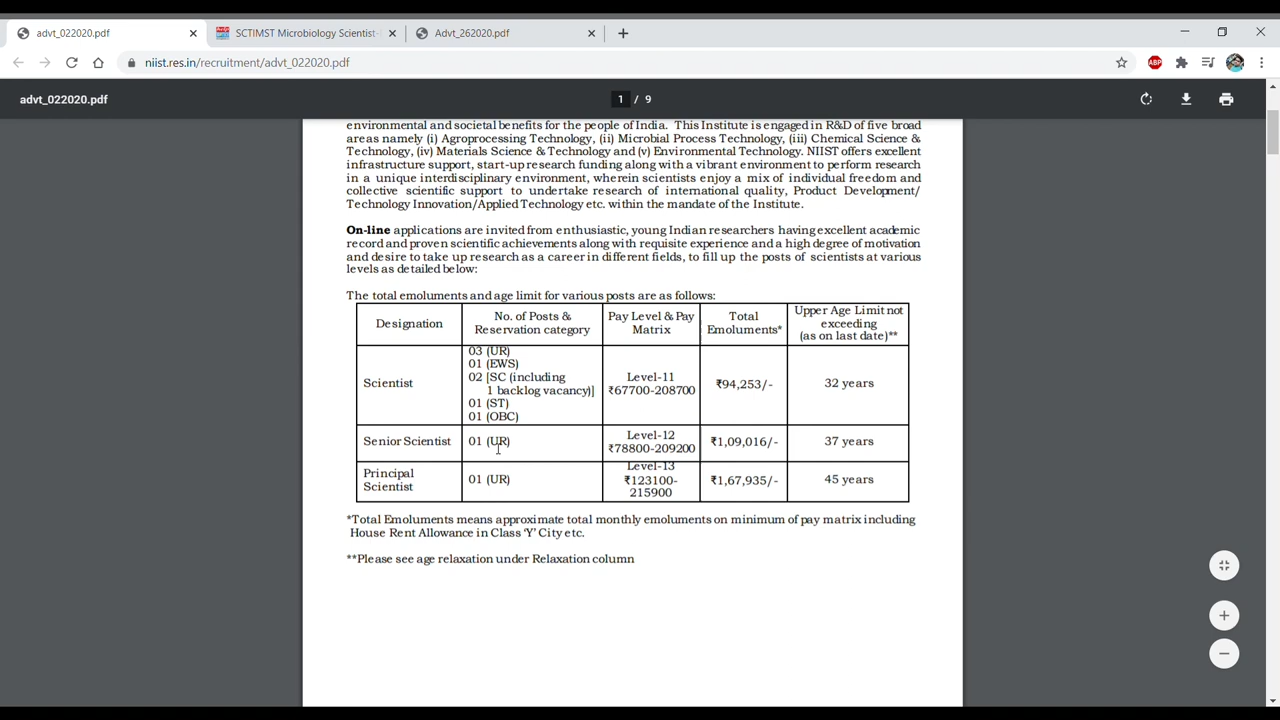 advt_022020.pdf
SCTIMST Microbiology Scientist-
Advt_262020.pdf
niist.res.in/recruitment/advt_022020.pdf
ABP
advt_022020.pdf
1 / 9
environmental and societal benefits for the people of India. This Institute is engaged in R&D of five broad
areas namely (i) Agroprocessing Technology, (ii) Microbial Process Technology, (iii) Chemical Science &
Technology, (iv) Materials Science & Technology and (v) Environmental Technology. NIIST offers excellent
infrastructure support, start-up research funding along with a vibrant environment to perform research
in a unique interdisciplinary environment, wherein scientists enjoy a mix of individual freedom and
collective scientific support to undertake research of international quality, Product Development/
Technology Innovation/Applied Technology etc. within the mandate of the Institute.
On-line applications are invited from enthusiastic, young Indian researchers having excellent academic
record and proven scientific achievements along with requisite experience and a high degree of motivation
and desire to take up research as a career in different fields, to fill up the posts of scientists at various
levels as detailed below:
The total emoluments and age limit for various posts are as follows:
Designation
No. of Posts &
Reservation category
Pay Level & Pay
Matrix
Total
Emoluments*
Upper Age Limit not
exceeding
(as on last date)**
Scientist
03 (UR)
01 (EWS)
02 [SC (including
1 backlog vacancy)]
01 (ST)
01 (OBC)
Level-11
₹67700-208700
₹94,253/-
32 years
Senior Scientist
01 (UR)
Level-12
₹78800-209200
₹1,09,016/-
37 years
Principal
Scientist
01 (UR)
Level-13
₹123100-
215900
₹1,67,935/-
45 years
*Total Emoluments means approximate total monthly emoluments on minimum of pay matrix including
House Rent Allowance in Class ‘Y’ City etc.
**Please see age relaxation under Relaxation column